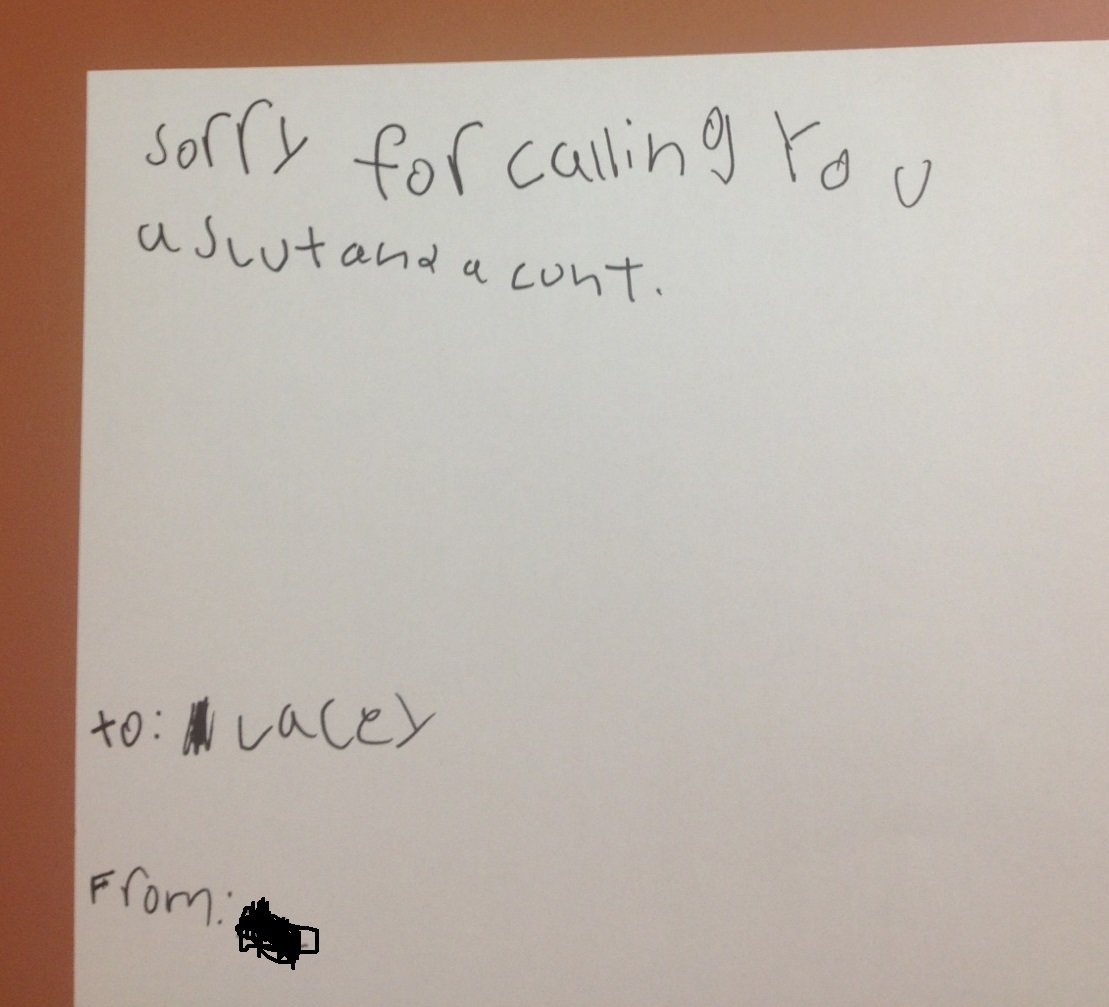 sorry for calling You
a slut and a cunt.
to: Lacey
From: